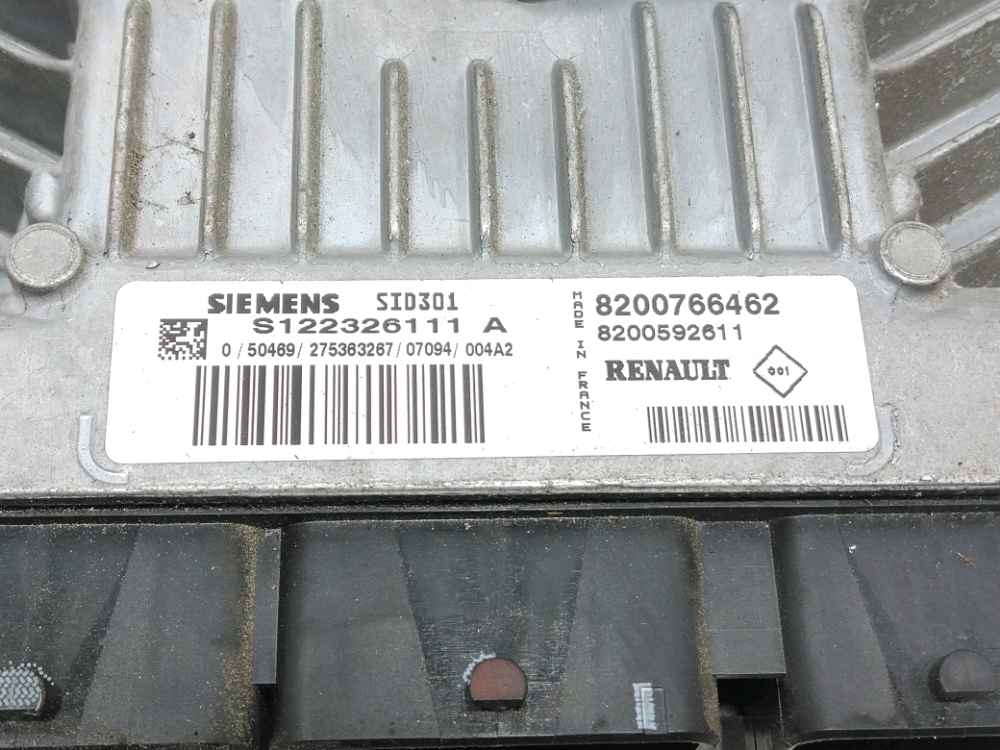 SIEMENS SID301
S122326111 A
0/50469/275363267/07094/004A2
MADE IN FRANCE
8200766462
8200592611
RENAULT
001